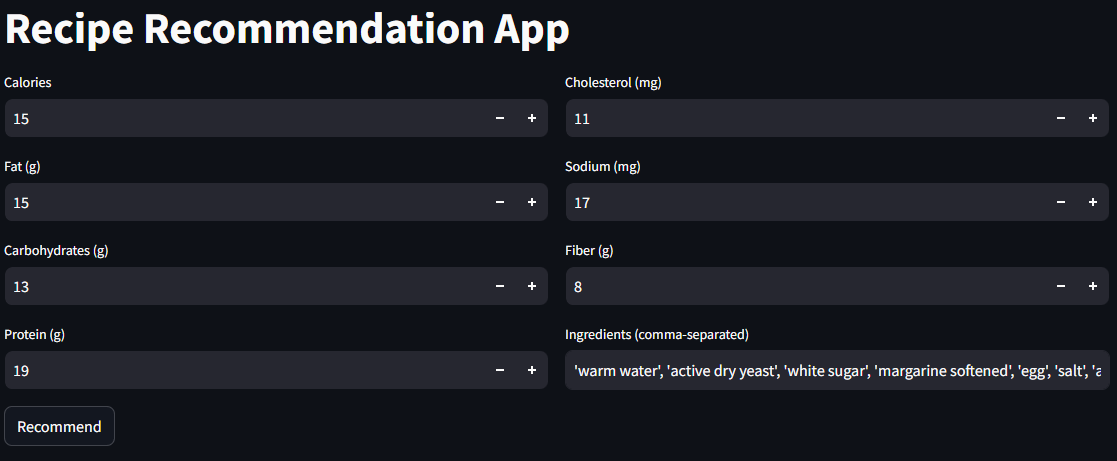 Recipe Recommendation App
Calories
Cholesterol (mg)
15
11
Fat (g)
Sodium (mg)
15
17
Carbohydrates (g)
Fiber (g)
13
8
Protein (g)
Ingredients (comma-separated)
19
'warm water', 'active dry yeast', 'white sugar', 'margarine softened', 'egg', 'salt', 'a
Recommend